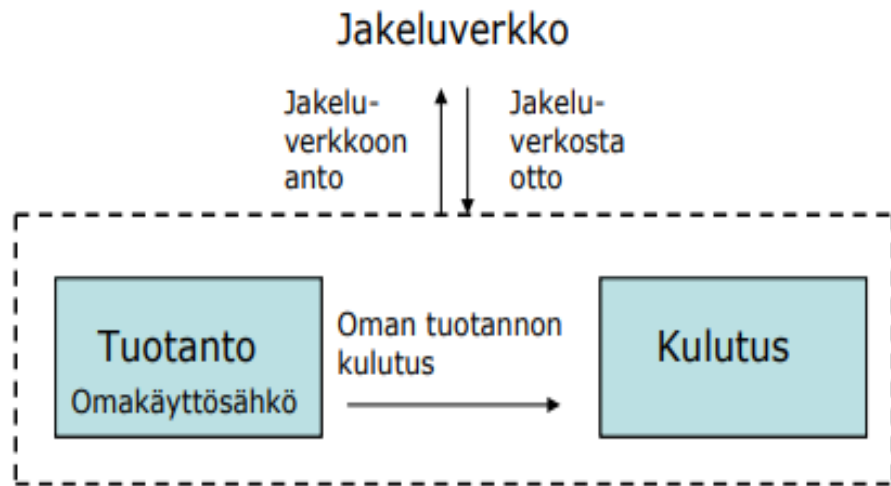 Jakeluverkko
Jakelu-
verkkoon
anto
Jakelu-
verkosta
otto
Tuotanto
Omakäyttösähkö
Oman tuotannon
kulutus
Kulutus